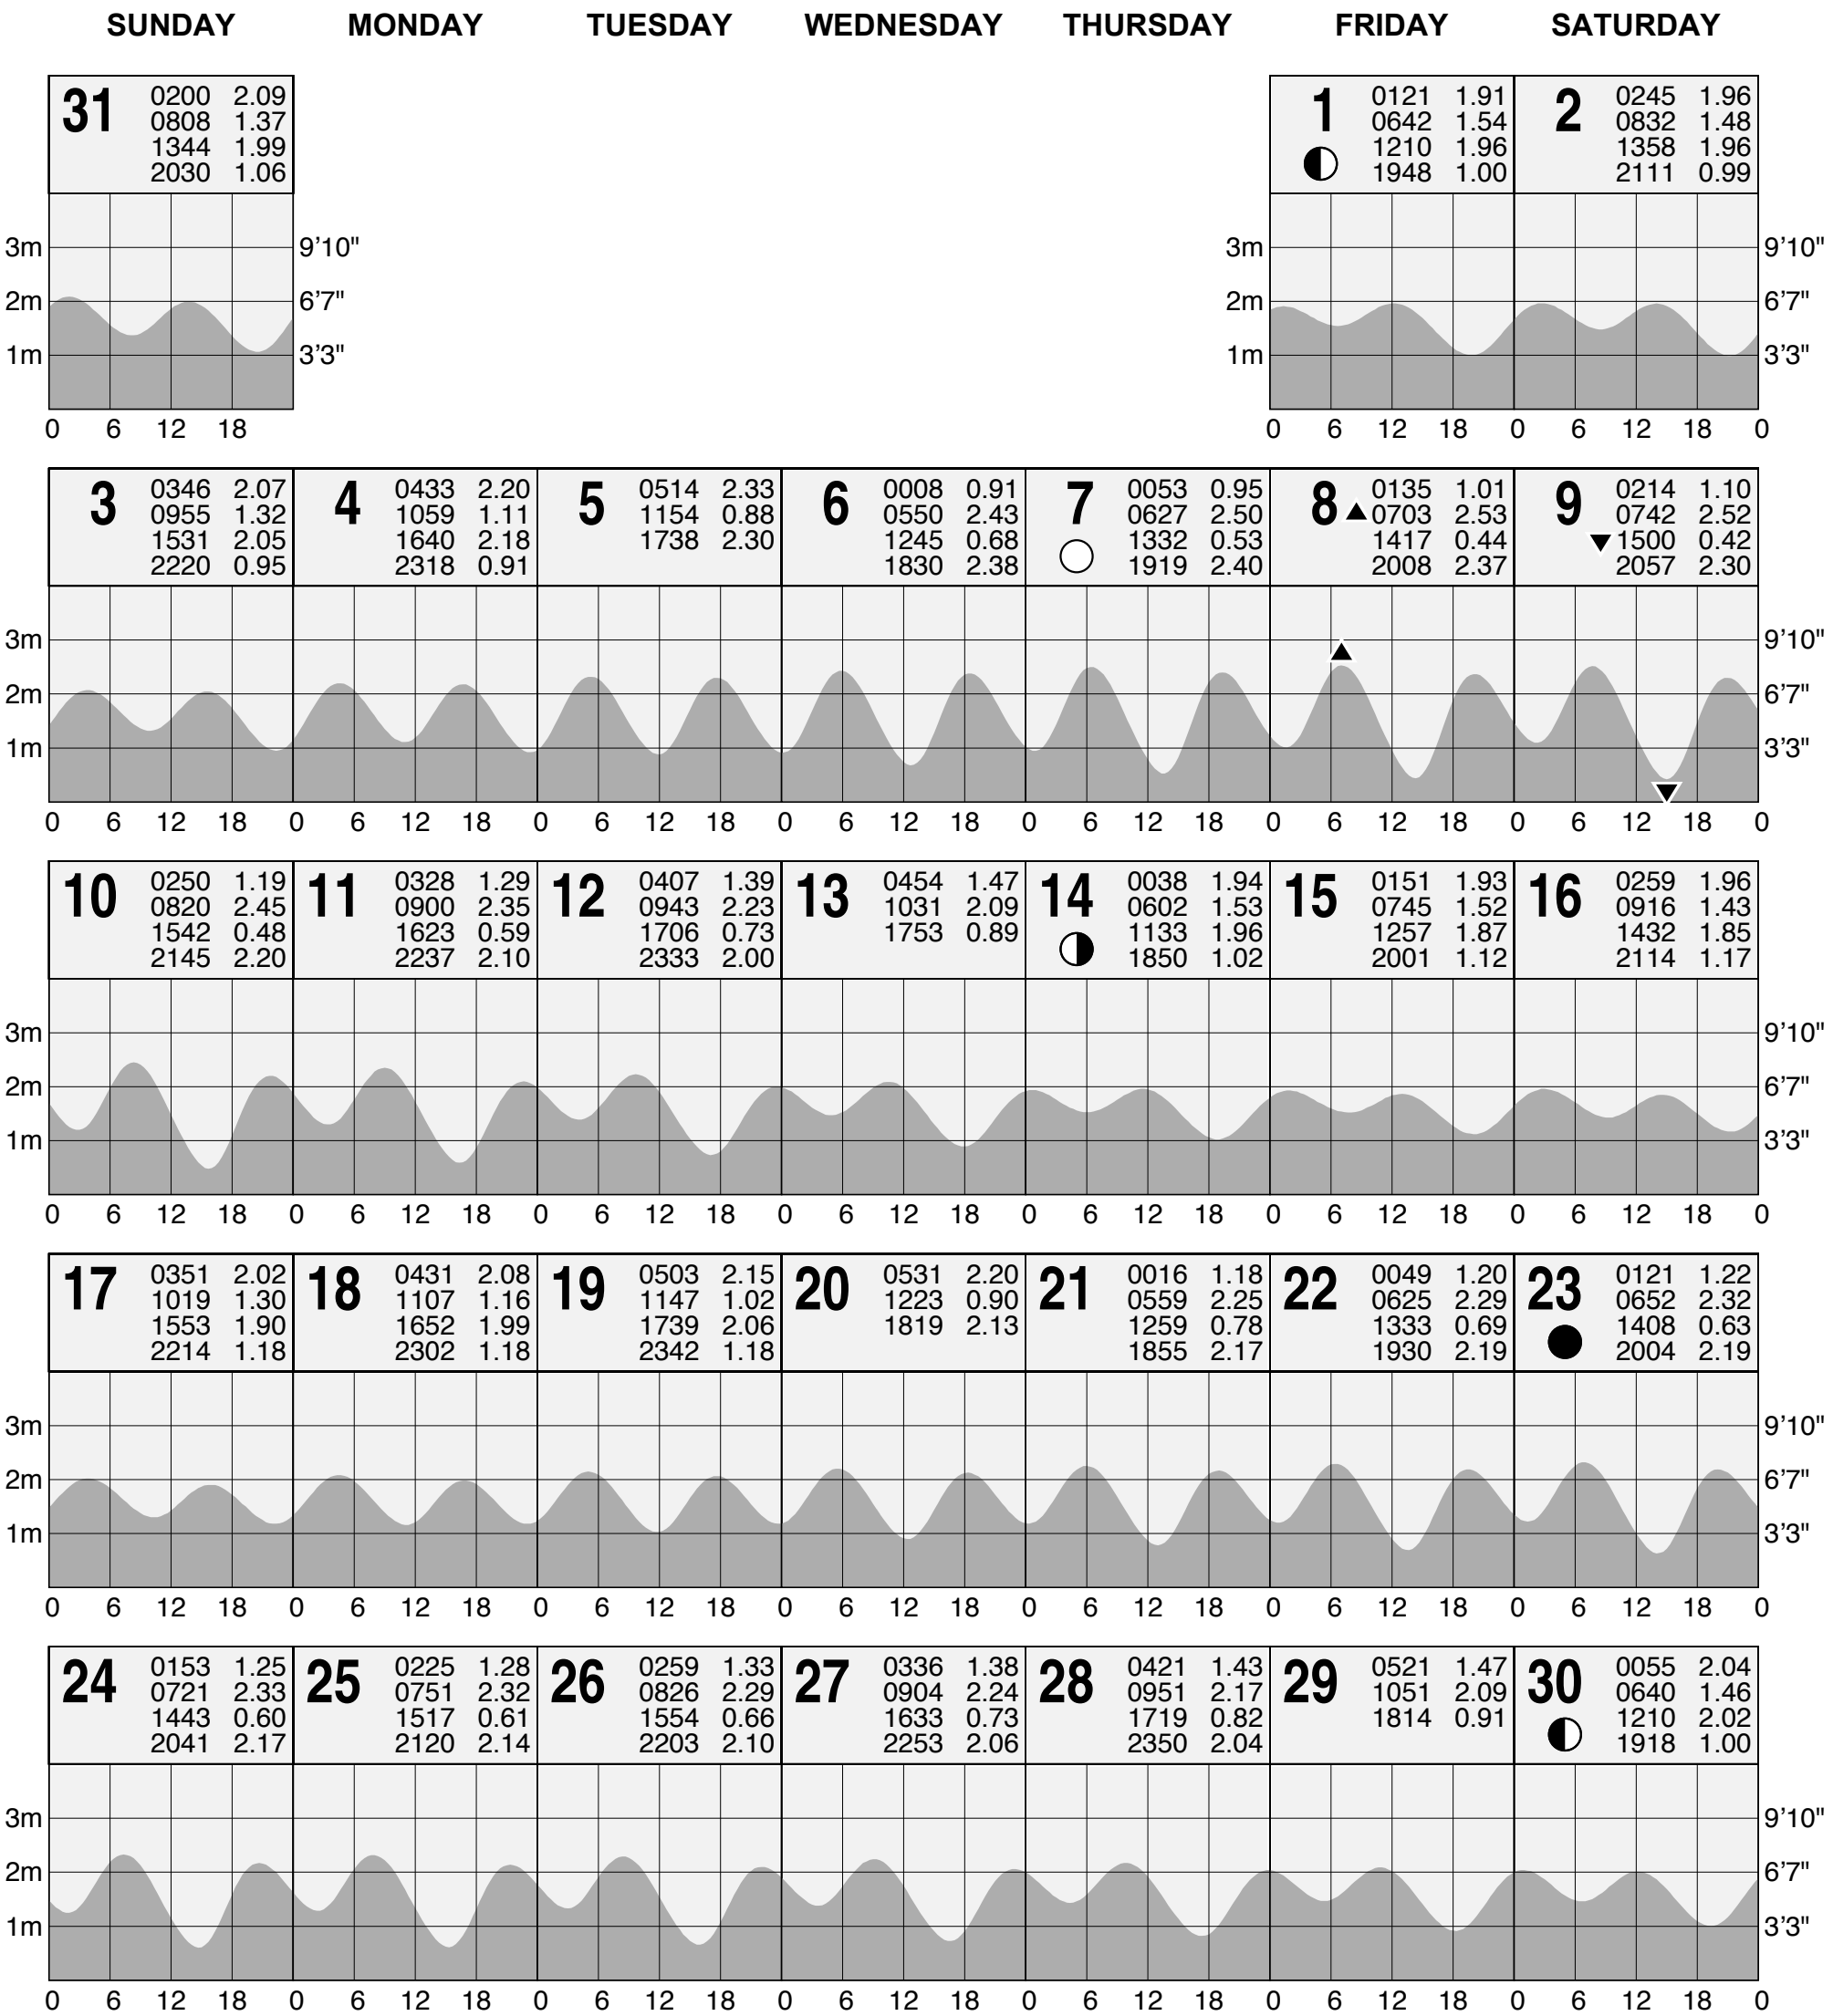 SUNDAY MONDAY TUESDAY WEDNESDAY THURSDAY FRIDAY SATURDAY
31 0200 2.09
0808 1.37
1344 1.99
2030 1.06
1 0121 1.91
0642 1.54
1210 1.96
1948 1.00
2 0245 1.96
0832 1.48
1358 1.96
2111 0.99
3m 9'10" 3m 9'10"
2m 6'7" 2m 6'7"
1m 3'3" 1m 3'3"
0 6 12 18 0 6 12 18 0 6 12 18 0
3 0346 2.07
0955 1.32
1531 2.05
2220 0.95
4 0433 2.20
1059 1.11
1640 2.18
2318 0.91
5 0514 2.33
1154 0.88
1738 2.30
6 0008 0.91
0550 2.43
1245 0.68
1830 2.38
7 0053 0.95
0627 2.50
1332 0.53
1919 2.40
8 0135 1.01
0703 2.53
1417 0.44
2008 2.37
9 0214 1.10
0742 2.52
1500 0.42
2057 2.30
3m 9'10"
2m 6'7"
1m 3'3"
0 6 12 18 0 6 12 18 0 6 12 18 0 6 12 18 0 6 12 18 0 6 12 18 0 6 12 18 0
10 0250 1.19
0820 2.45
1542 0.48
2145 2.20
11 0328 1.29
0900 2.35
1623 0.59
2237 2.10
12 0407 1.39
0943 2.23
1706 0.73
2333 2.00
13 0454 1.47
1031 2.09
1753 0.89
14 0038 1.94
0602 1.53
1133 1.96
1850 1.02
15 0151 1.93
0745 1.52
1257 1.87
2001 1.12
16 0259 1.96
0916 1.43
1432 1.85
2114 1.17
3m 9'10"
2m 6'7"
1m 3'3"
0 6 12 18 0 6 12 18 0 6 12 18 0 6 12 18 0 6 12 18 0 6 12 18 0 6 12 18 0
17 0351 2.02
1019 1.30
1553 1.90
2214 1.18
18 0431 2.08
1107 1.16
1652 1.99
2302 1.18
19 0503 2.15
1147 1.02
1739 2.06
2342 1.18
20 0531 2.20
1223 0.90
1819 2.13
21 0016 1.18
0559 2.25
1259 0.78
1855 2.17
22 0049 1.20
0625 2.29
1333 0.69
1930 2.19
23 0121 1.22
0652 2.32
1408 0.63
2004 2.19
3m 9'10"
2m 6'7"
1m 3'3"
0 6 12 18 0 6 12 18 0 6 12 18 0 6 12 18 0 6 12 18 0 6 12 18 0 6 12 18 0
24 0153 1.25
0721 2.33
1443 0.60
2041 2.17
25 0225 1.28
0751 2.32
1517 0.61
2120 2.14
26 0259 1.33
0826 2.29
1554 0.66
2203 2.10
27 0336 1.38
0904 2.24
1633 0.73
2253 2.06
28 0421 1.43
0951 2.17
1719 0.82
2350 2.04
29 0521 1.47
1051 2.09
1814 0.91
30 0055 2.04
0640 1.46
1210 2.02
1918 1.00
3m 9'10"
2m 6'7"
1m 3'3"
0 6 12 18 0 6 12 18 0 6 12 18 0 6 12 18 0 6 12 18 0 6 12 18 0 6 12 18 0